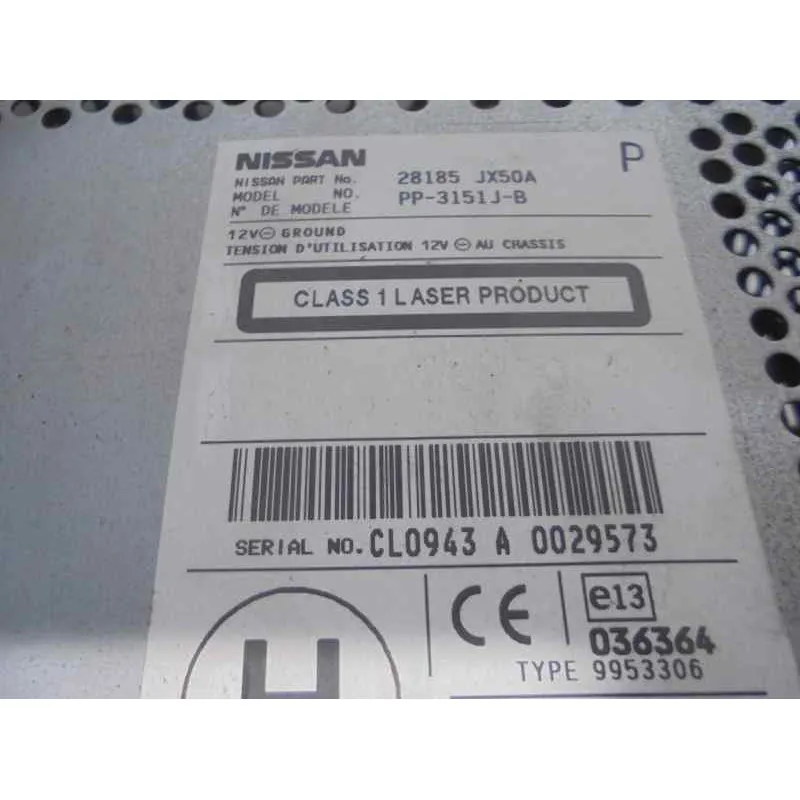 NISSAN
P
NISSAN PART No. 28185 JX50A
MODEL NO. PP-3151J-B
N° DE MODELE
12V⊖ GROUND
TENSION D'UTILISATION 12V ⊖ AU CHASSIS
CLASS 1 LASER PRODUCT
SERIAL NO. CL0943 A 0029573
H
CE
e13
036364
TYPE 9953306